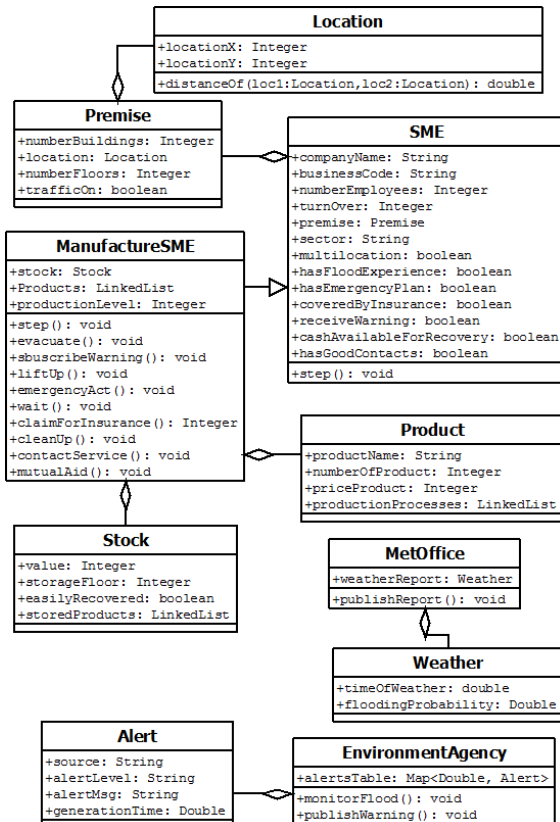 Location
+locationX: Integer
+locationY: Integer
+distanceOf(loc1:Location,loc2:Location): double
Premise
+numberBuildings: Integer
+location: Location
+numberFloors: Integer
+trafficOn: boolean
SME
+companyName: String
+businessCode: String
+numberEmployees: Integer
+turnOver: Integer
+premise: Premise
+sector: String
+multilocation: boolean
+hasFloodExperience: boolean
+hasEmergencyPlan: boolean
+coveredByInsurance: boolean
+receiveWarning: boolean
+cashAvailableForRecovery: boolean
+hasGoodContacts: boolean
+step(): void
ManufactureSME
+stock: Stock
+Products: LinkedList
+productionLevel: Integer
+step(): void
+evacuate(): void
+sbuscribeWarning(): void
+liftUp(): void
+emergencyAct(): void
+wait(): void
+claimForInsurance(): Integer
+cleanUp(): void
+contactService(): void
+mutualAid(): void
Product
+productName: String
+numberOfProduct: Integer
+priceProduct: Integer
+productionProcesses: LinkedList
Stock
+value: Integer
+storageFloor: Integer
+easilyRecovered: boolean
+storedProducts: LinkedList
MetOffice
+weatherReport: Weather
+publishReport(): void
Weather
+timeOfWeather: double
+floodingProbability: Double
Alert
+source: String
+alertLevel: String
+alertMsg: String
+generationTime: Double
EnvironmentAgency
+alertsTable: Map<Double, Alert>
+monitorFlood(): void
+publishWarning(): void